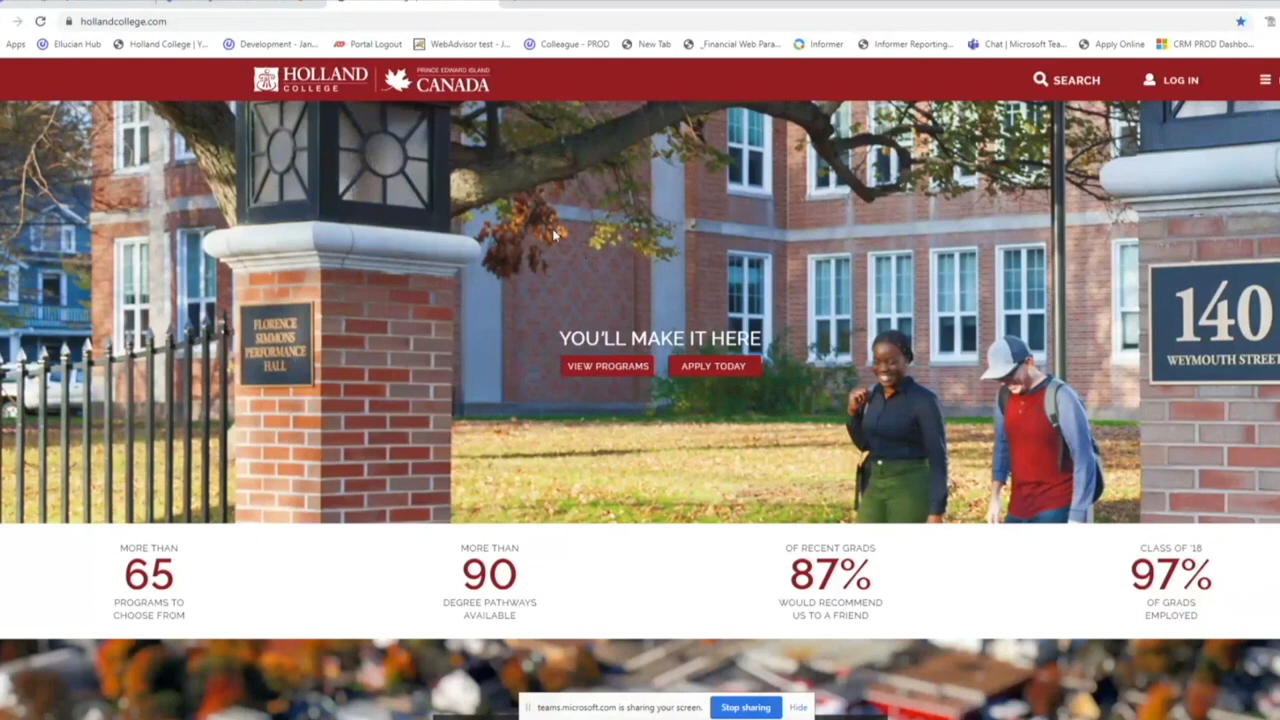 hollandcollege.com
Apps Ellucian Hub Holland College | Y... Development - Jan... Portal Logout WebAdvisor test - J... Colleague - PROD New Tab _Financial Web Para... Informer Informer Reporting... Chat | Microsoft Tea... Apply Online CRM PROD Dashbo...
HOLLAND COLLEGE
PRINCE EDWARD ISLAND
CANADA
SEARCH
LOG IN
FLORENCE
SIMMONS
PERFORMANCE
HALL
140
WEYMOUTH STREET
YOU'LL MAKE IT HERE
VIEW PROGRAMS
APPLY TODAY
MORE THAN
65
PROGRAMS TO
CHOOSE FROM
MORE THAN
90
DEGREE PATHWAYS
AVAILABLE
OF RECENT GRADS
87%
WOULD RECOMMEND
US TO A FRIEND
CLASS OF '18
97%
OF GRADS
EMPLOYED
teams.microsoft.com is sharing your screen.
Stop sharing
Hide